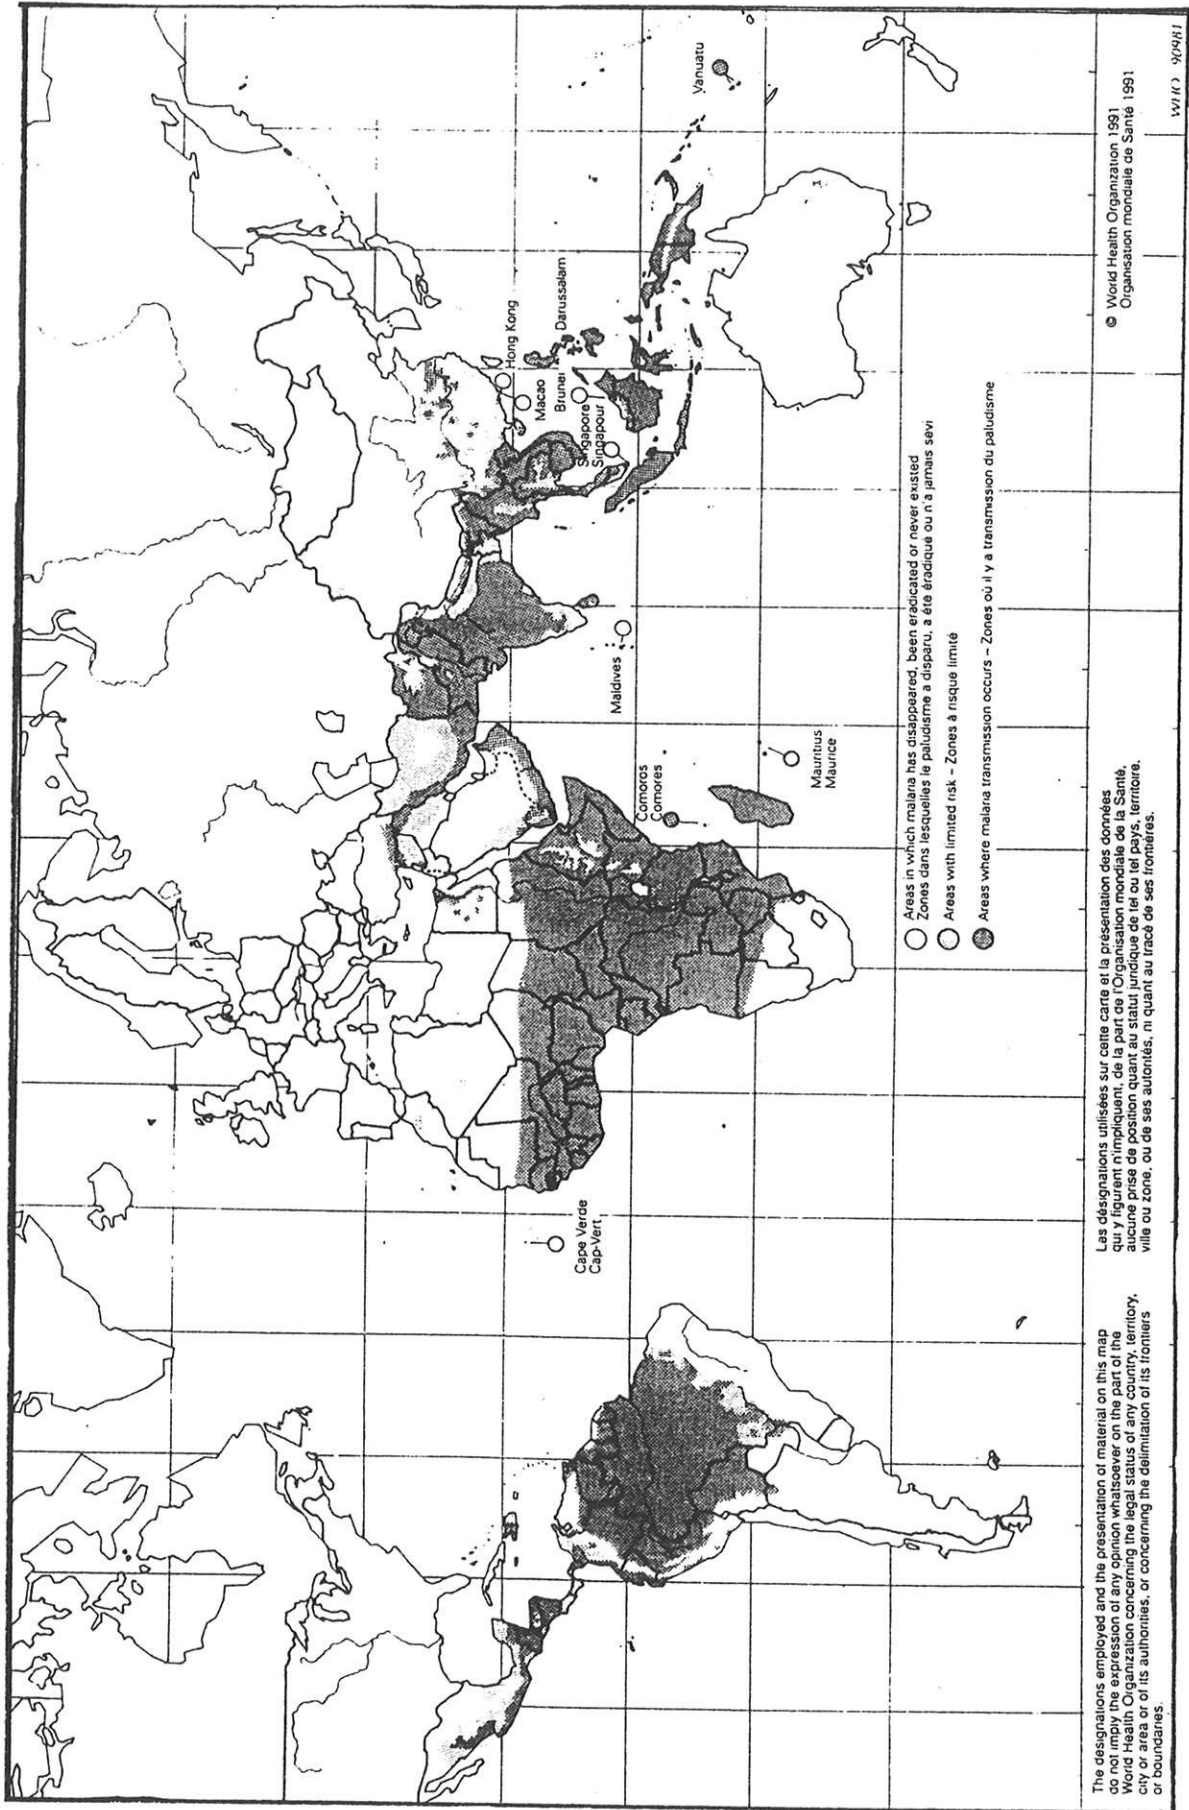 Vanuatu
Hong Kong
Macao
Brunei Darussalam
Singapore
Singapour
Maldives
Mauritius
Maurice
Comoros
Comores
Cape Verde
Cap-Vert
Areas in which malaria has disappeared, been eradicated or never existed
Zones dans lesquelles le paludisme a disparu, a été éradiqué ou n'a jamais sévi
Areas with limited risk – Zones à risque limité
Areas where malaria transmission occurs – Zones où il y a transmission du paludisme
The designations employed and the presentation of material on this map
do not imply the expression of any opinion whatsoever on the part of the
World Health Organization concerning the legal status of any country, territory,
city or area or of its authorities, or concerning the delimitation of its frontiers
or boundaries.
Les désignations utilisées sur cette carte et la présentation des données
qui y figurent n'impliquent, de la part de l'Organisation mondiale de la Santé,
aucune prise de position quant au statut juridique de tel ou tel pays, territoire,
ville ou zone, ou de ses autorités, ni quant au tracé de ses frontières.
© World Health Organization 1991
Organisation mondiale de Santé 1991
WHO 90981